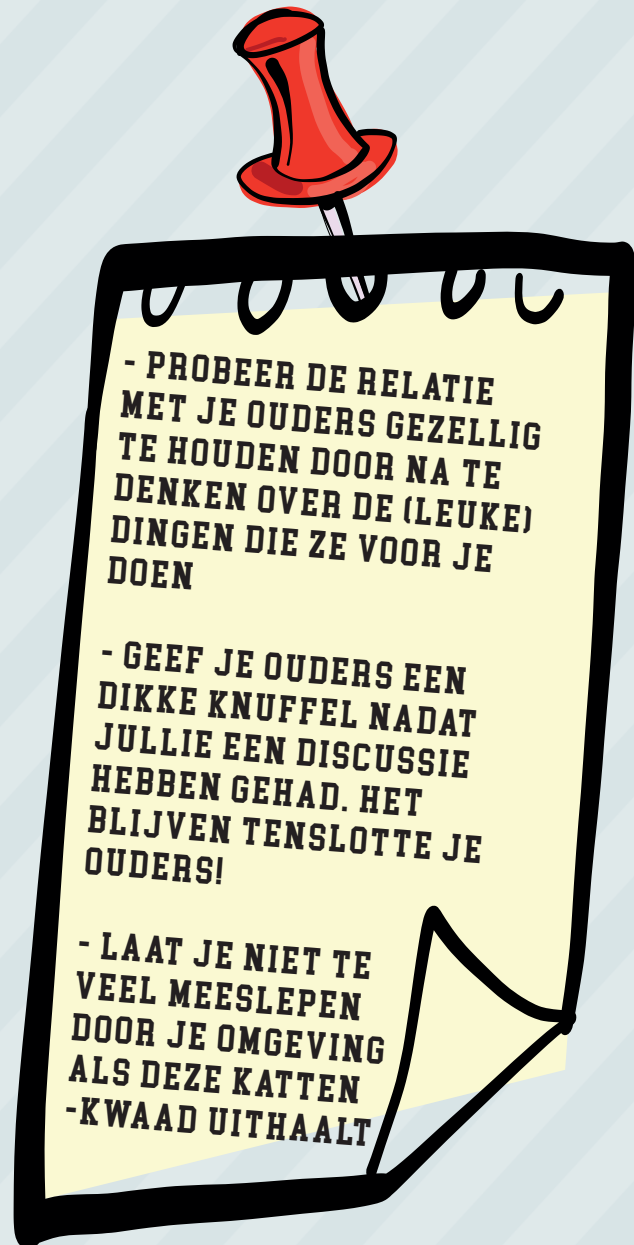 - PROBEER DE RELATIE
MET JE OUDERS GEZELLIG
TE HOUDEN DOOR NA TE
DENKEN OVER DE (LEUKE)
DINGEN DIE ZE VOOR JE
DOEN
- GEEF JE OUDERS EEN
DIKKE KNUFFEL NADAT
JULLIE EEN DISCUSSIE
HEBBEN GEHAD. HET
BLIJVEN TENSLOTTE JE
OUDERS!
- LAAT JE NIET TE
VEEL MEESLEPEN
DOOR JE OMGEVING
ALS DEZE KATTEN
-KWAAD UITHAALT